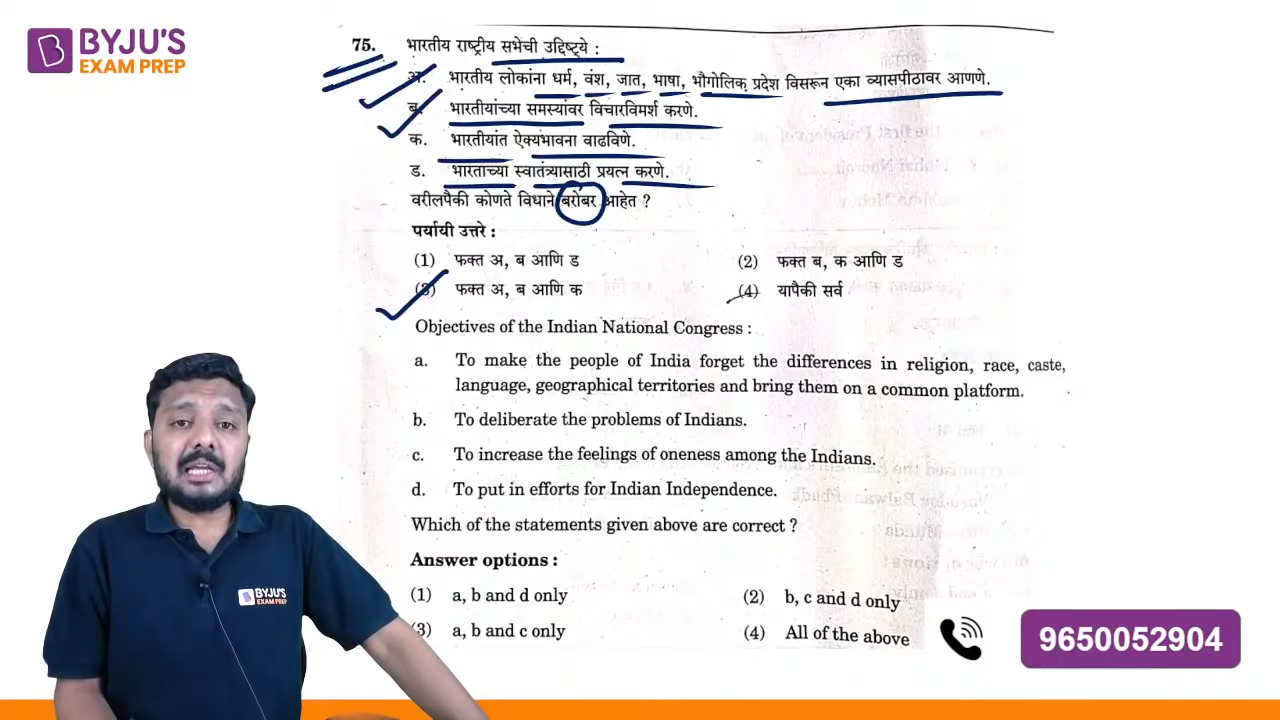 BYJU'S
EXAM PREP
75. भारतीय राष्ट्रीय सभेची उद्दिष्ट्ये :
अ. भारतीय लोकांना धर्म, वंश, जात, भाषा, भौगोलिक प्रदेश विसरून एका व्यासपीठावर आणणे.
ब. भारतीयांच्या समस्यांवर विचारविमर्श करणे.
क. भारतीयांत ऐक्यभावना वाढविणे.
ड. भारताच्या स्वातंत्र्यासाठी प्रयत्न करणे.
वरीलपैकी कोणते विधाने बरोबर आहेत ?
पर्यायी उत्तरे :
(1) फक्त अ, ब आणि ड (2) फक्त ब, क आणि ड
(3) फक्त अ, ब आणि क (4) यापैकी सर्व
Objectives of the Indian National Congress :
a. To make the people of India forget the differences in religion, race, caste,
language, geographical territories and bring them on a common platform.
b. To deliberate the problems of Indians.
c. To increase the feelings of oneness among the Indians.
d. To put in efforts for Indian Independence.
Which of the statements given above are correct ?
Answer options :
(1) a, b and d only (2) b, c and d only
(3) a, b and c only (4) All of the above
BYJU'S
EXAM PREP
9650052904